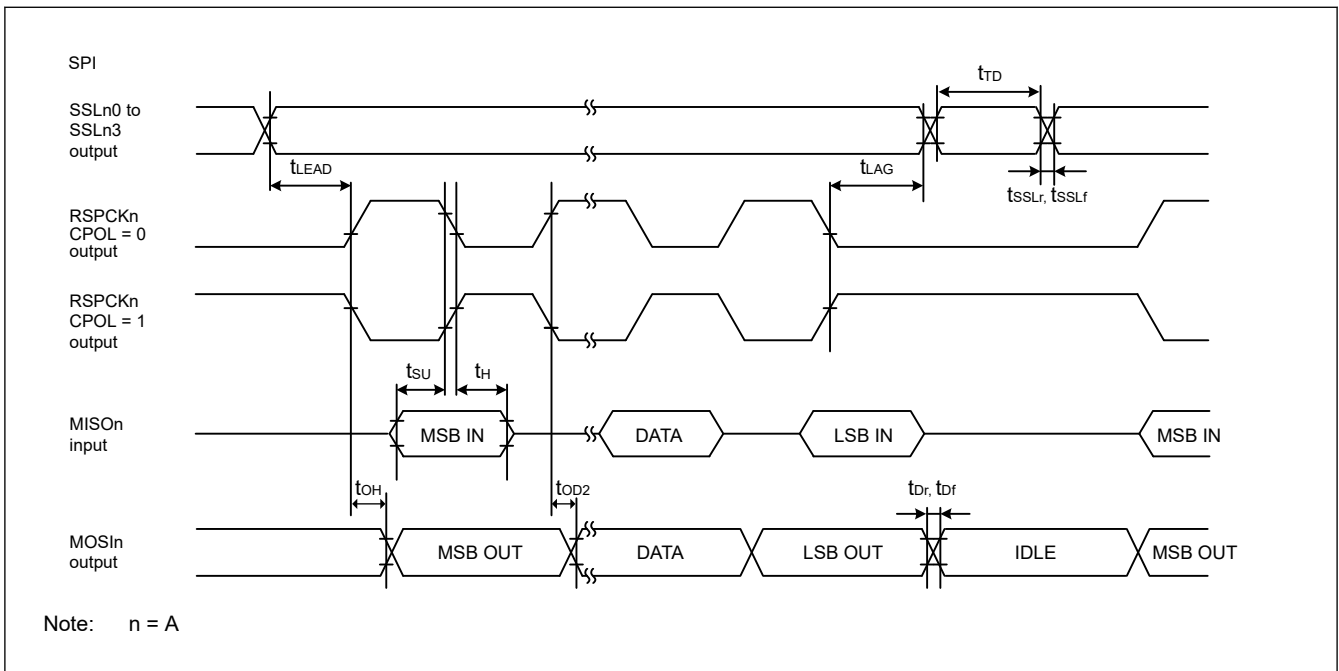 SPI
tTD
SSLn0 to
SSLn3
output
tLEAD
tLAG
tSSLr, tSSLf
RSPCKn
CPOL = 0
output
RSPCKn
CPOL = 1
output
tSU
tH
MISOn
input
MSB IN
DATA
LSB IN
MSB IN
tOH
tOD2
tDr, tDf
MOSIn
output
MSB OUT
DATA
LSB OUT
IDLE
MSB OUT
Note: n = A